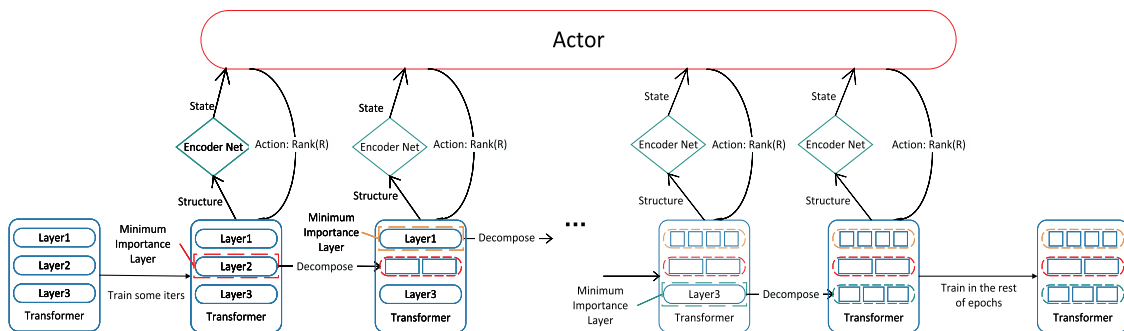 Actor
State
State
State
State
Encoder Net
Action: Rank(R)
Encoder Net
Action: Rank(R)
Encoder Net
Action: Rank(R)
Encoder Net
Action: Rank(R)
Structure
Structure
Structure
Structure
Layer1
Layer2
Layer3
Transformer
Train some iters
Minimum
Importance
Layer
Layer1
Layer2
Layer3
Transformer
Decompose
Minimum
Importance
Layer
Layer1
Layer3
Transformer
Decompose
...
Minimum
Importance
Layer
Layer3
Transformer
Decompose
Transformer
Train in the rest
of epochs
Transformer